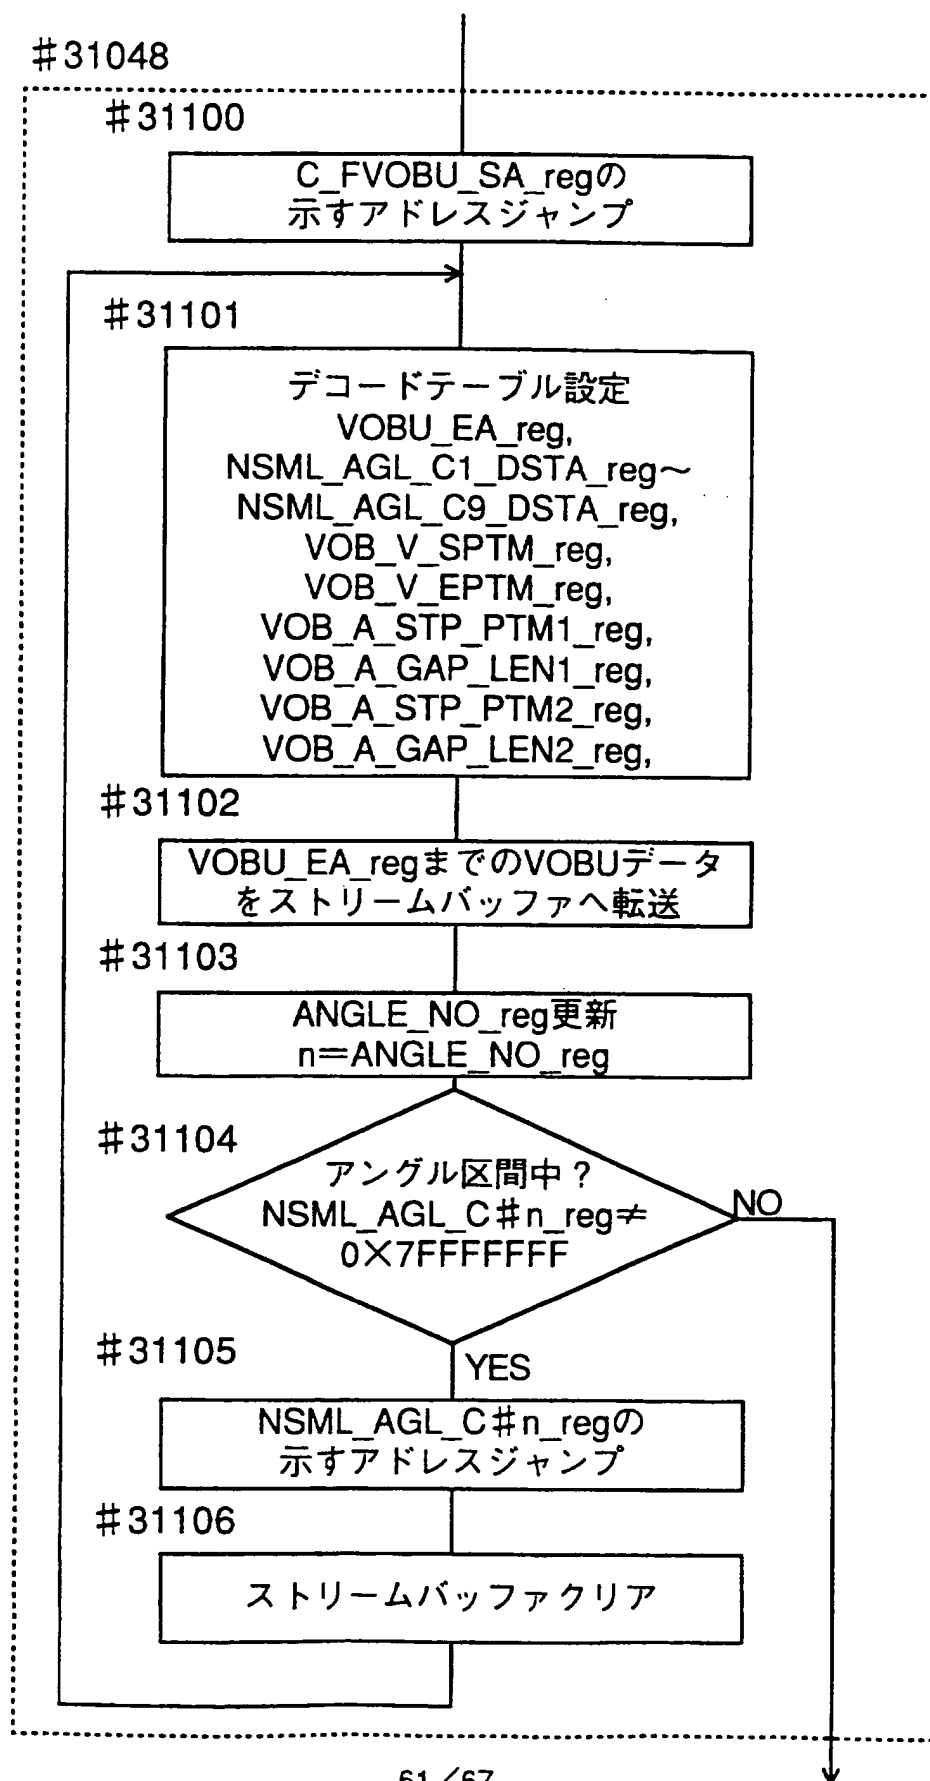 #31048
#31100
C_FVOBU_SA_regの
示すアドレスジャンプ
#31101
デコードテーブル設定
VOBU_EA_reg,
NSML_AGL_C1_DSTA_reg〜
NSML_AGL_C9_DSTA_reg,
VOB_V_SPTM_reg,
VOB_V_EPTM_reg,
VOB_A_STP_PTM1_reg,
VOB_A_GAP_LEN1_reg,
VOB_A_STP_PTM2_reg,
VOB_A_GAP_LEN2_reg,
#31102
VOBU_EA_regまでのVOBUデータ
をストリームバッファへ転送
#31103
ANGLE_NO_reg更新
n=ANGLE_NO_reg
#31104
アングル区間中?
NSML_AGL_C#n_reg≠
0×7FFFFFFF
NO
#31105
YES
NSML_AGL_C#n_regの
示すアドレスジャンプ
#31106
ストリームバッファクリア
61/67